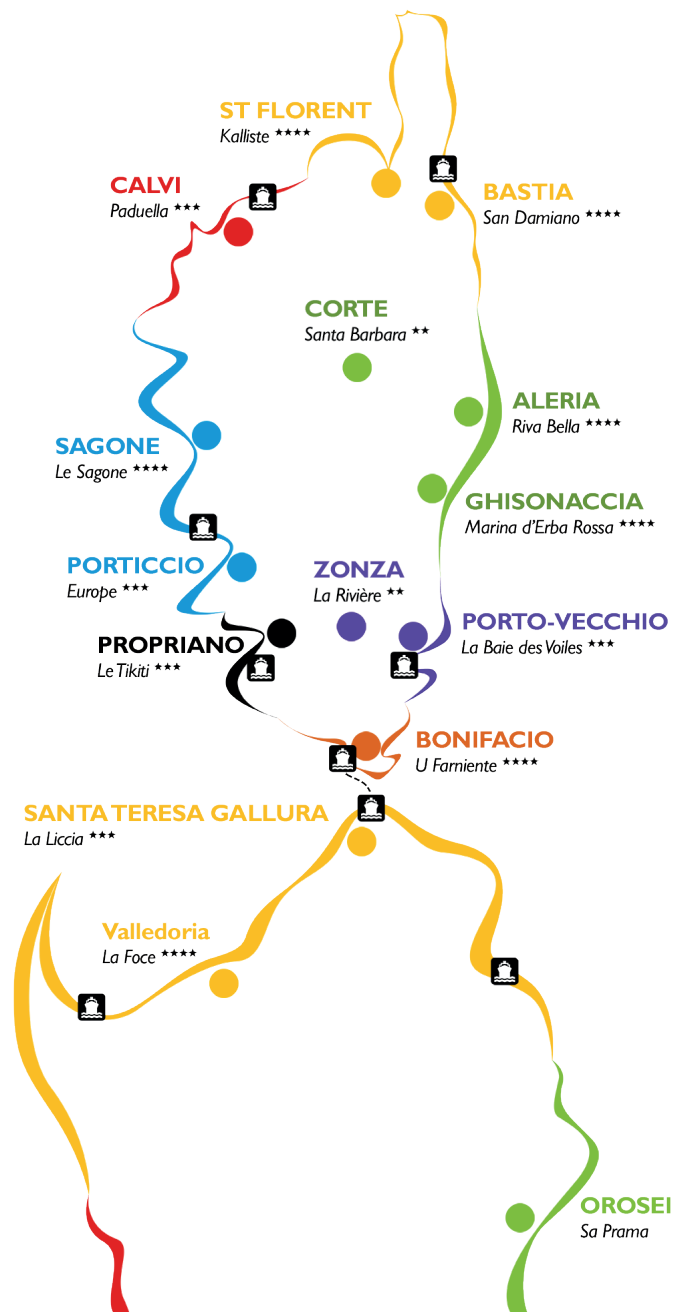 ST FLORENT
Kalliste ★★★★
CALVI
Paduella ★★★
BASTIA
San Damiano ★★★★
CORTE
Santa Barbara ★★
ALERIA
Riva Bella ★★★★
SAGONE
Le Sagone ★★★★
GHISONACCIA
Marina d'Erba Rossa ★★★★
PORTICCIO
Europe ★★★
ZONZA
La Rivière ★★
PROPRIANO
Le Tikiti ★★★
PORTO-VECCHIO
La Baie des Voiles ★★★
BONIFACIO
U Farniente ★★★★
SANTA TERESA GALLURA
La Liccia ★★★
Valledoria
La Foce ★★★★
OROSEI
Sa Prama